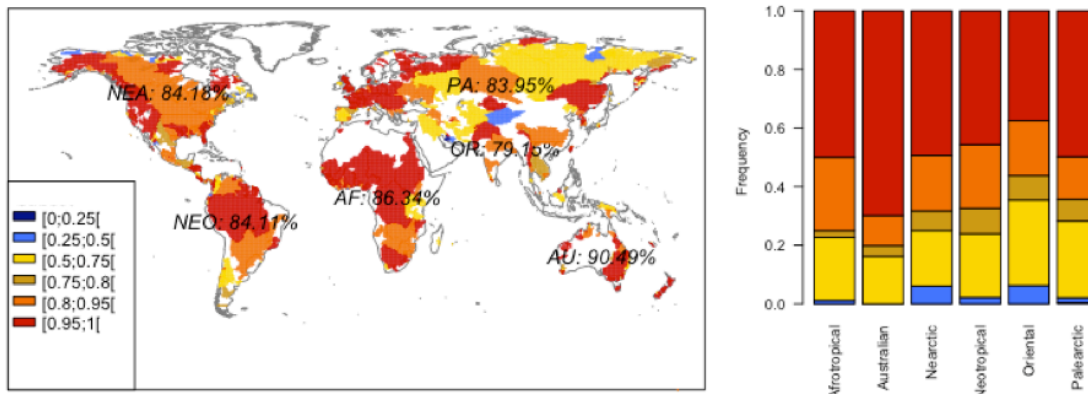 NEA: 84.18%
PA: 83.95%
OR: 79.15%
AF: 86.34%
NEO: 84.11%
AU: 90.49%
[0;0.25[
[0.25;0.5[
[0.5;0.75[
[0.75;0.8[
[0.8;0.95[
[0.95;1[
Frequency
1.0
0.8
0.6
0.4
0.2
0.0
Afrotropical
Australian
Nearctic
Neotropical
Oriental
Palearctic